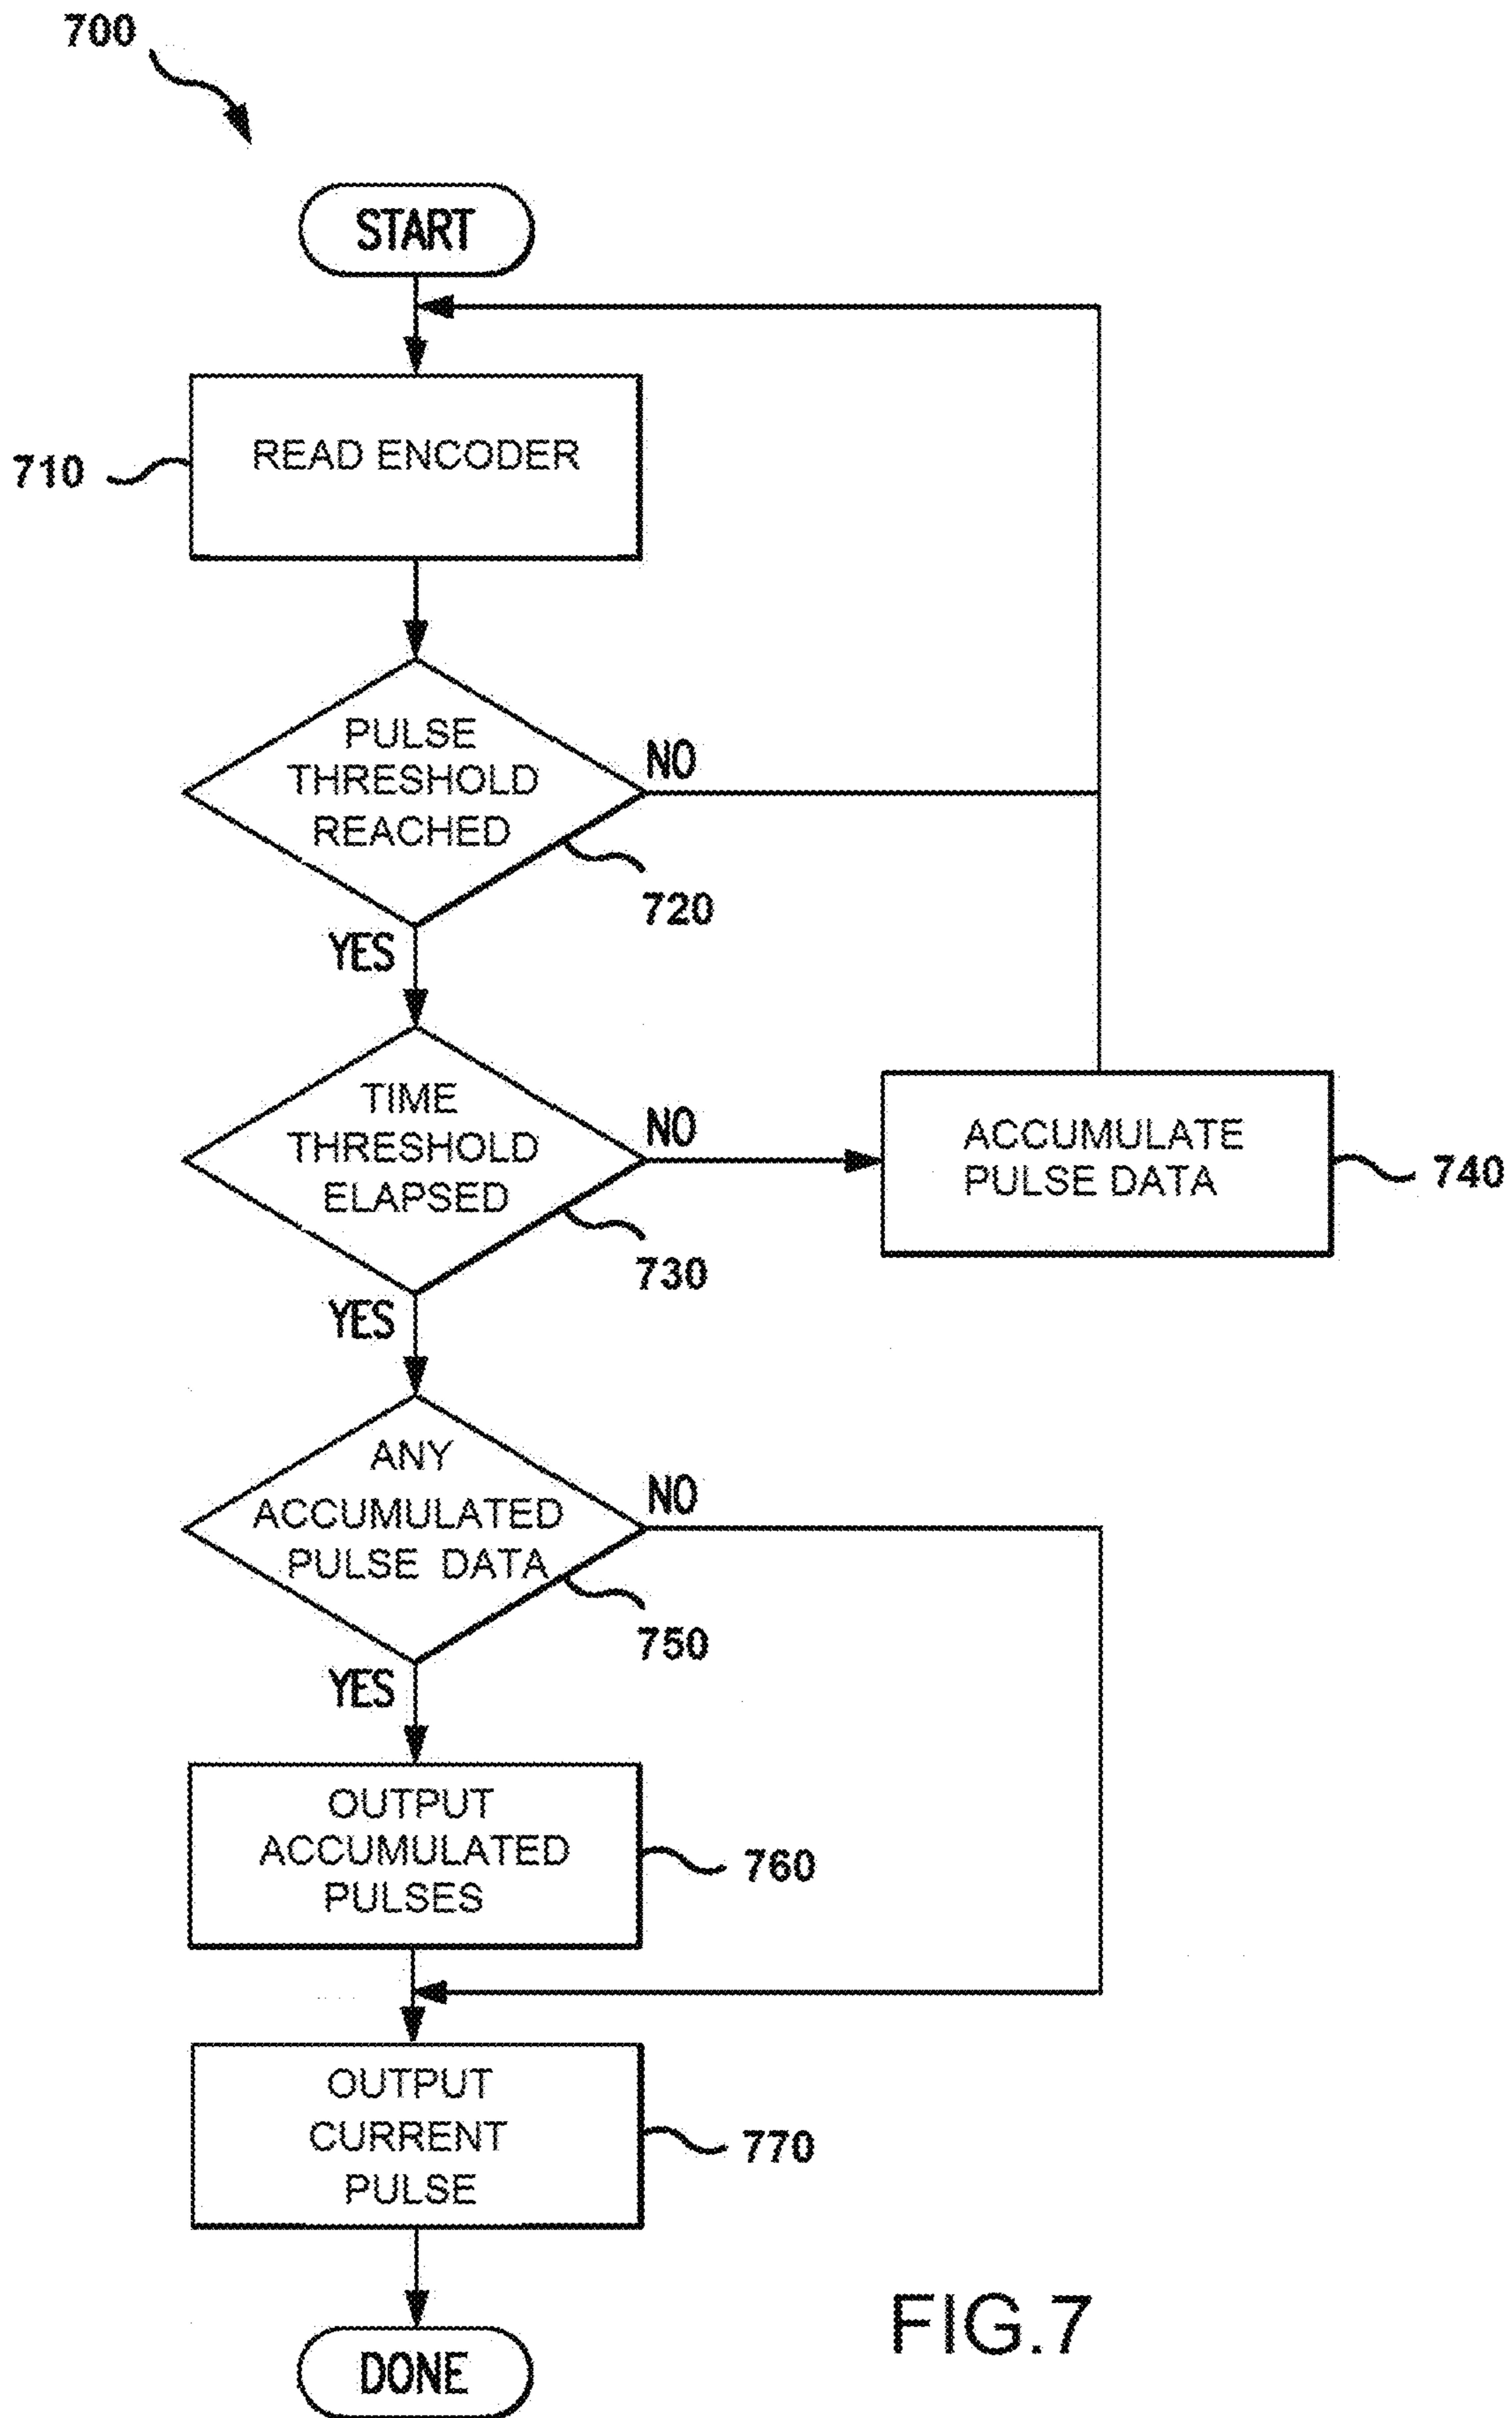 700
START
READ ENCODER
710
PULSE
THRESHOLD
REACHED
NO
720
YES
TIME
THRESHOLD
ELAPSED
NO
730
ACCUMULATE
PULSE DATA
740
YES
ANY
ACCUMULATED
PULSE DATA
NO
750
YES
OUTPUT
ACCUMULATED
PULSES
760
OUTPUT
CURRENT
PULSE
770
DONE
FIG.7